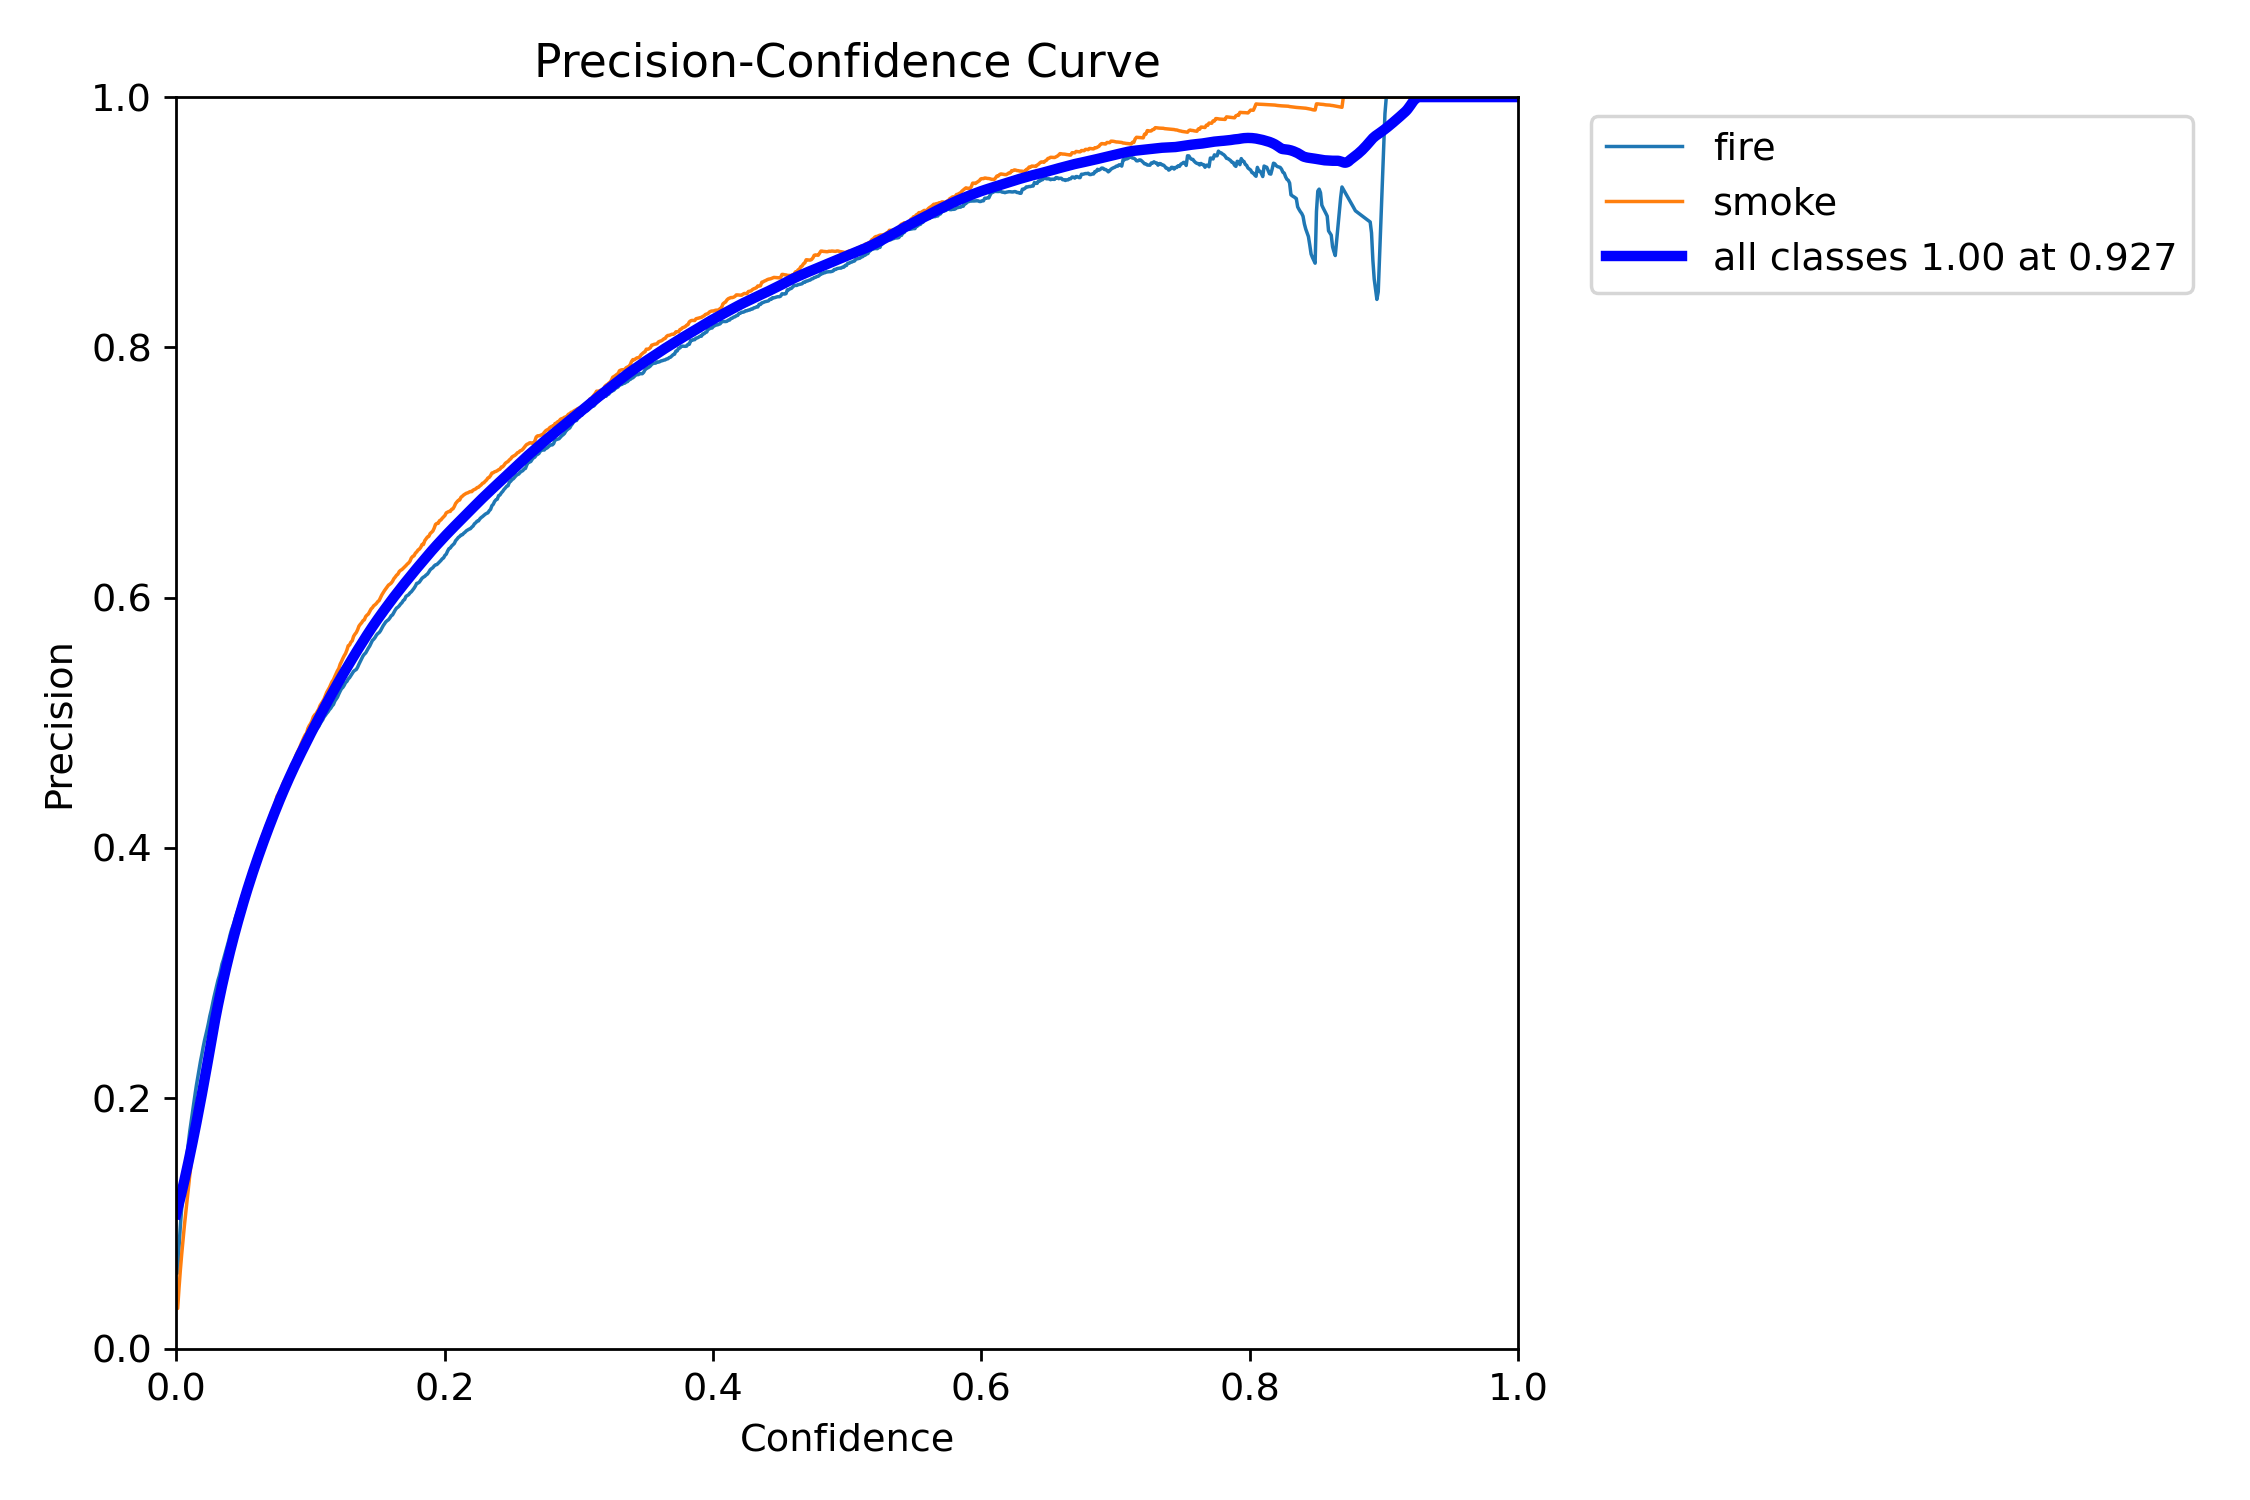 Precision-Confidence Curve
1.0
0.8
0.6
0.4
0.2
0.0
Precision
0.0 0.2 0.4 0.6 0.8 1.0
Confidence
fire
smoke
all classes 1.00 at 0.927